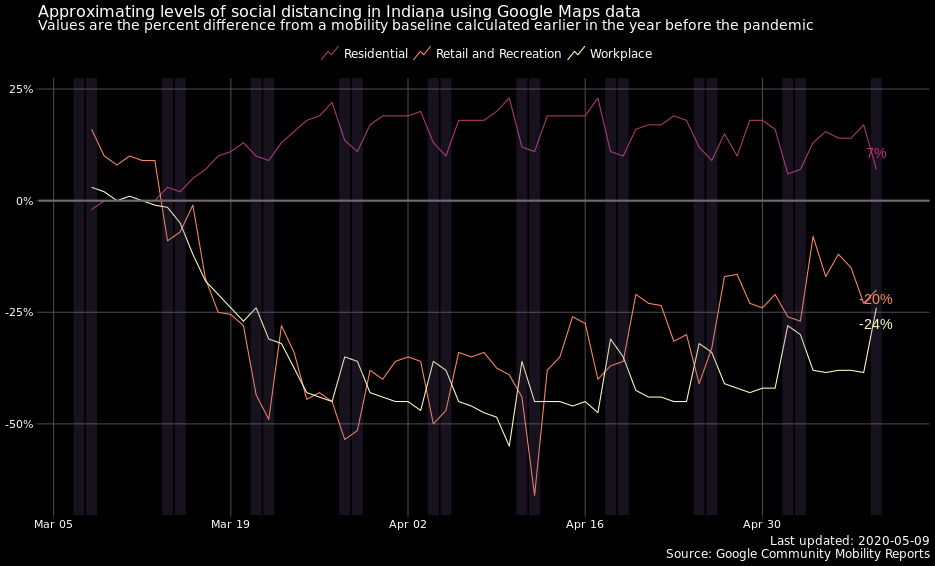 Approximating levels of social distancing in Indiana using Google Maps data
Values are the percent difference from a mobility baseline calculated earlier in the year before the pandemic
Residential Retail and Recreation Workplace
25%
0%
-25%
-50%
7%
-20%
-24%
Mar 05 Mar 19 Apr 02 Apr 16 Apr 30
Last updated: 2020-05-09
Source: Google Community Mobility Reports